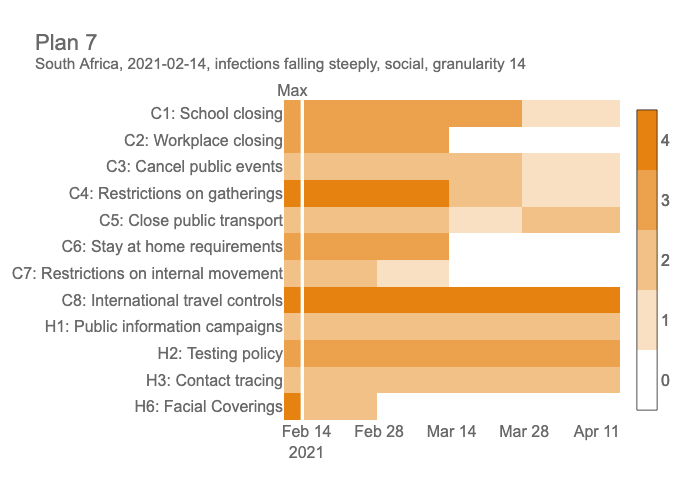 Plan 7
South Africa, 2021-02-14, infections falling steeply, social, granularity 14
Max
C1: School closing
C2: Workplace closing
C3: Cancel public events
C4: Restrictions on gatherings
C5: Close public transport
C6: Stay at home requirements
C7: Restrictions on internal movement
C8: International travel controls
H1: Public information campaigns
H2: Testing policy
H3: Contact tracing
H6: Facial Coverings
Feb 14 Feb 28 Mar 14 Mar 28 Apr 11
2021
4
3
2
1
0